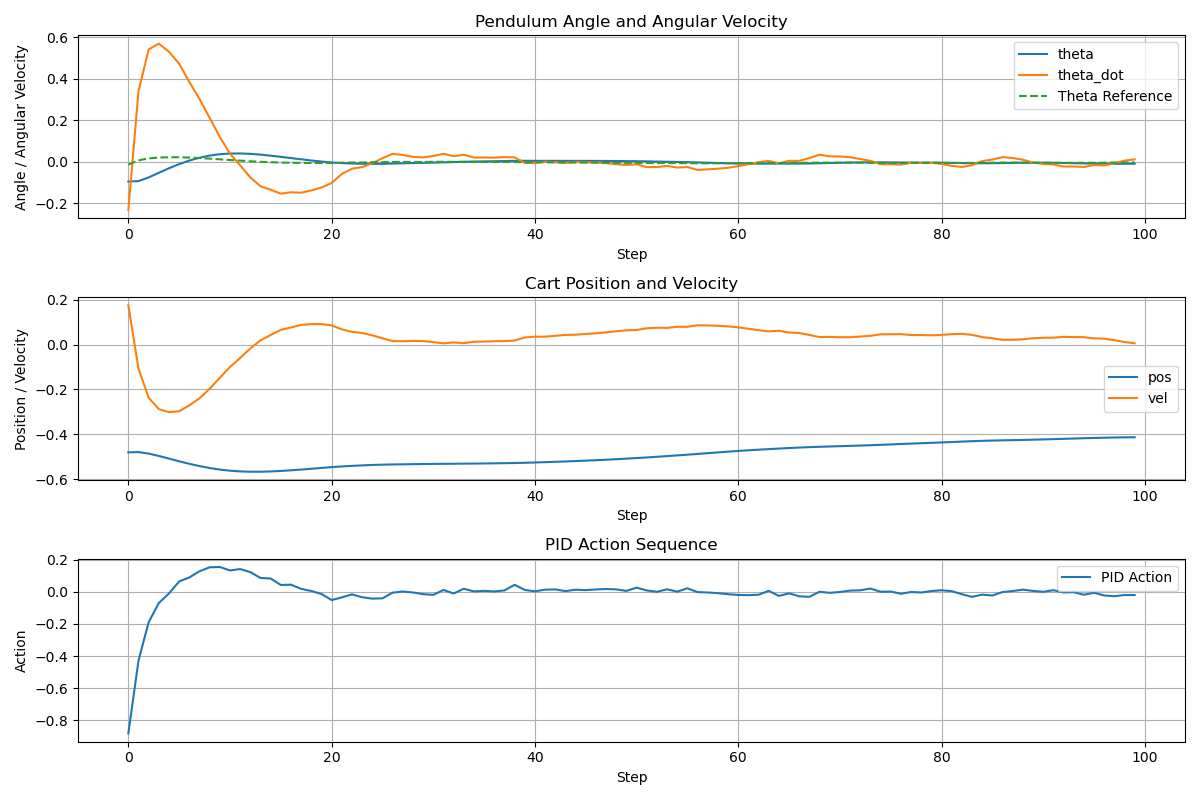 Pendulum Angle and Angular Velocity
Angle / Angular Velocity
0.6
0.4
0.2
0.0
−0.2
theta
theta_dot
Theta Reference
0 20 40 60 80 100
Step
Cart Position and Velocity
Position / Velocity
0.2
0.0
−0.2
−0.4
−0.6
pos
vel
0 20 40 60 80 100
Step
PID Action Sequence
Action
0.2
0.0
−0.2
−0.4
−0.6
−0.8
PID Action
0 20 40 60 80 100
Step